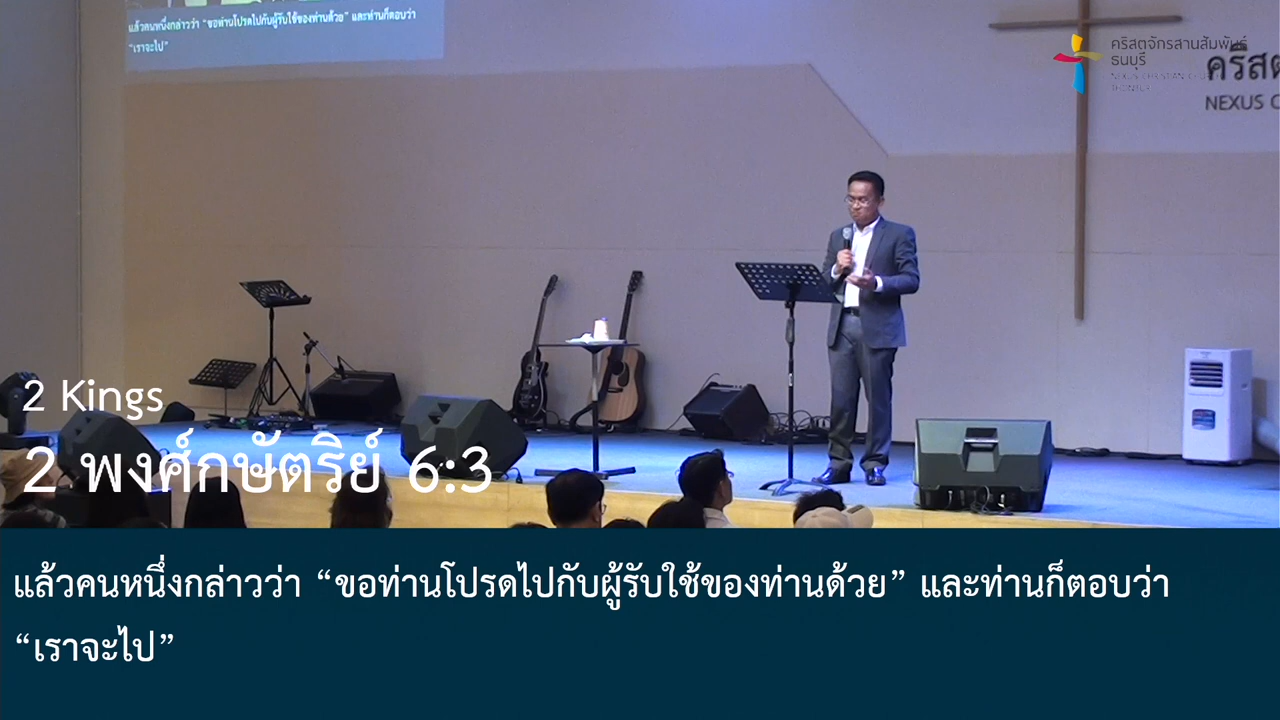 แล้วคนหนึ่งกล่าวว่า “ขอท่านโปรดไปกับผู้รับใช้ของท่านด้วย” และท่านก็ตอบว่า
“เราจะไป”
คริสตจักรสานสัมพันธ์
ธนบุรี
NEXUS CHRISTIAN
คริสต
NEXUS
2 Kings
2 พงศ์กษัตริย์ 6:3
แล้วคนหนึ่งกล่าวว่า “ขอท่านโปรดไปกับผู้รับใช้ของท่านด้วย” และท่านก็ตอบว่า
“เราจะไป”